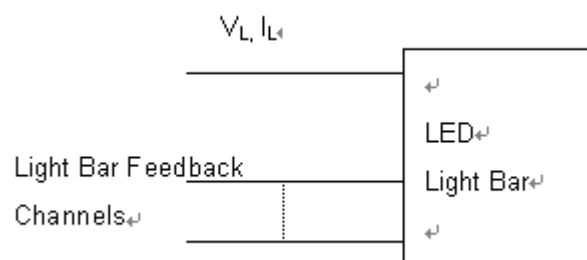 VL, IL
LED
Light Bar Feedback
Light Bar
Channels